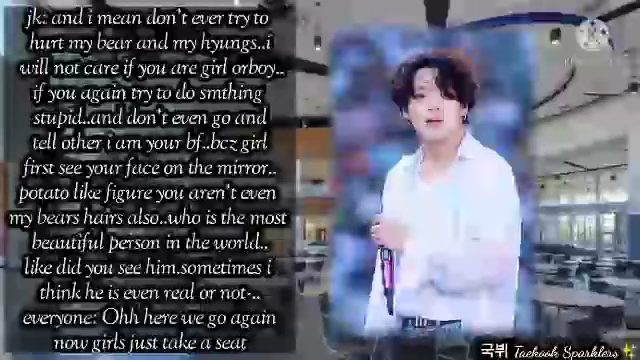 jk: and i mean don't ever try to
hurt my bear and my hyungs..i
will not care if you are girl orboy..
if you again try to do smthing
stupid..and don't even go and
tell other i am your bf..bcz girl
first see your face on the mirror..
potato like figure you aren't even
my bears hairs also..who is the most
beautiful person in the world..
like did you see him.sometimes i
think he is even real or not-..
everyone: Ohh here we go again
now girls just take a seat
국뷔 Taekook Sparkless✨